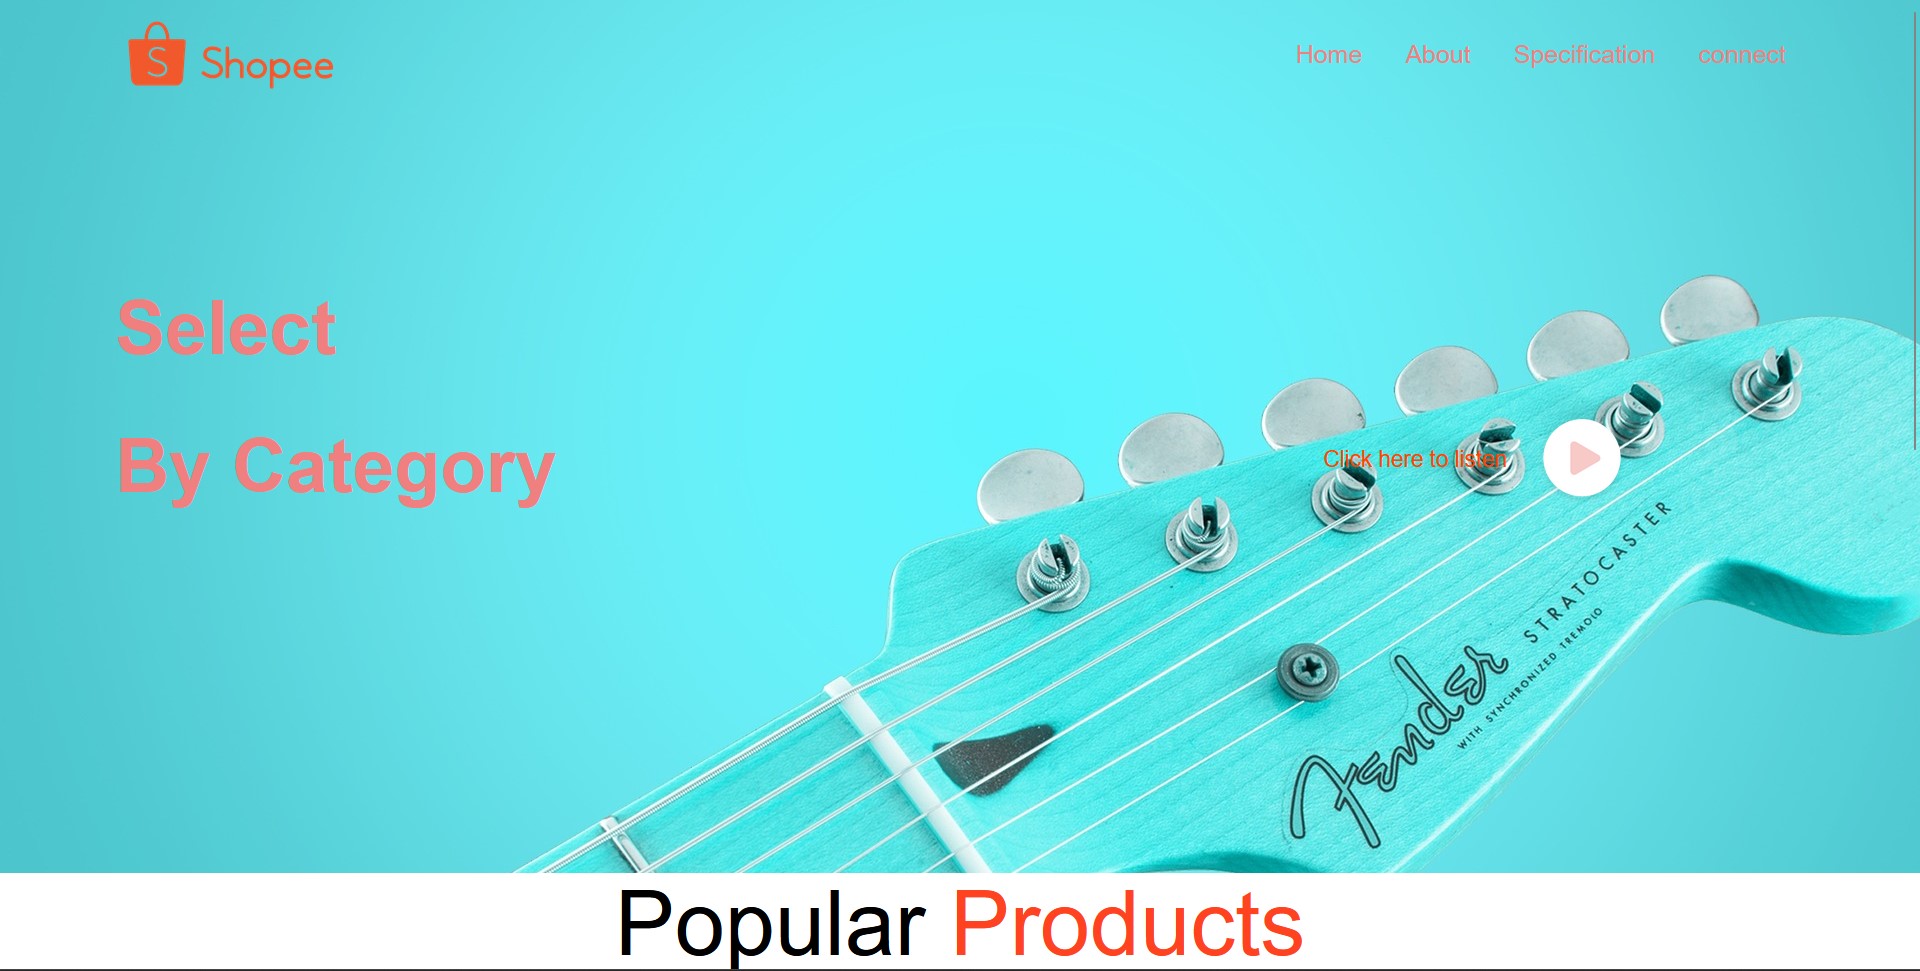 S Shopee
Home About Specification connect
Select
By Category
Click here to listen
STRATOCASTER
WITH SYNCHRONIZED TREMOLO
Fender
Popular Products